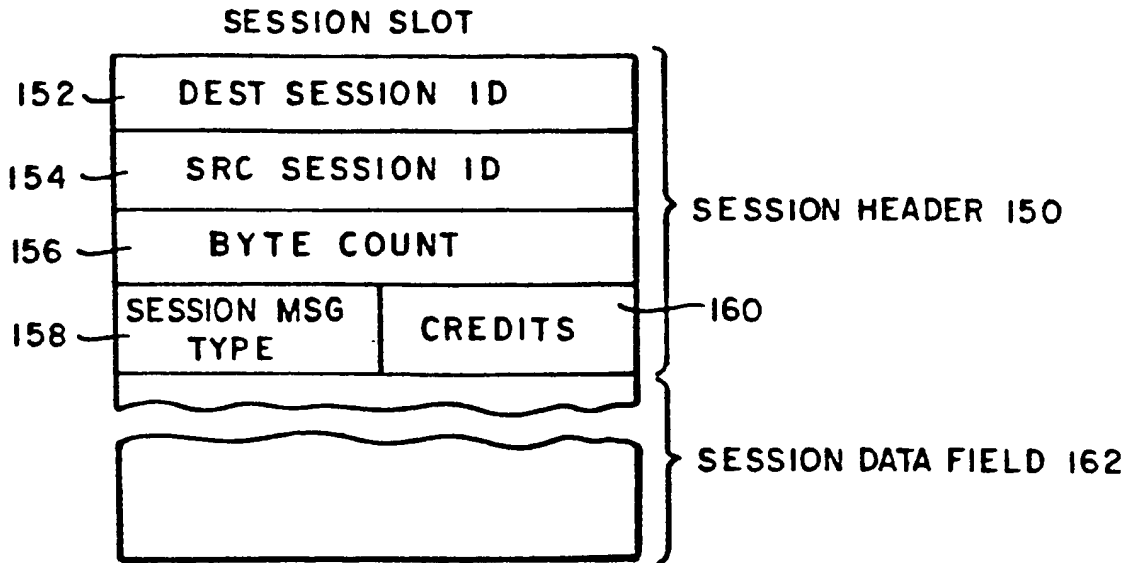 SESSION SLOT
152 DEST SESSION ID
154 SRC SESSION ID
SESSION HEADER 150
156 BYTE COUNT
158 SESSION MSG
TYPE
CREDITS 160
SESSION DATA FIELD 162